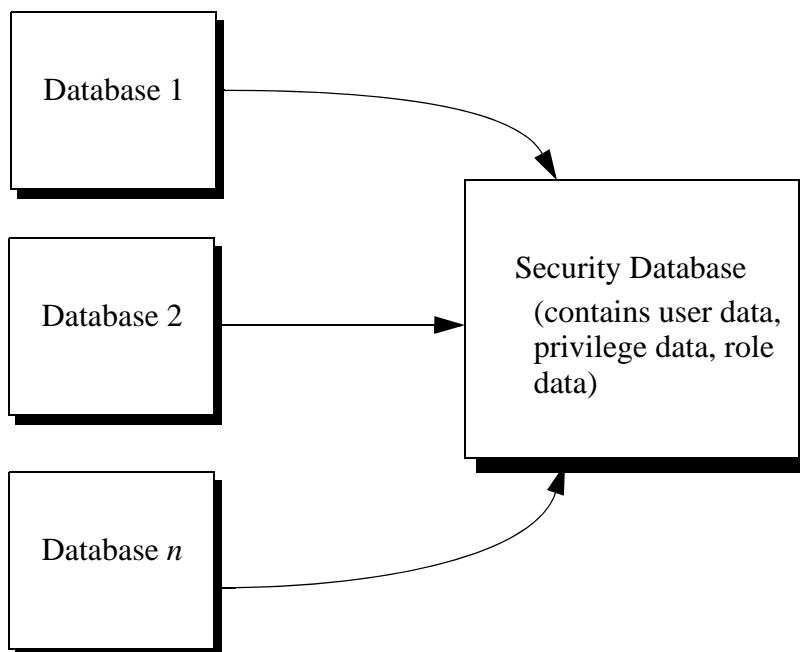 Database 1
Database 2
Database n
Security Database
(contains user data,
privilege data, role
data)